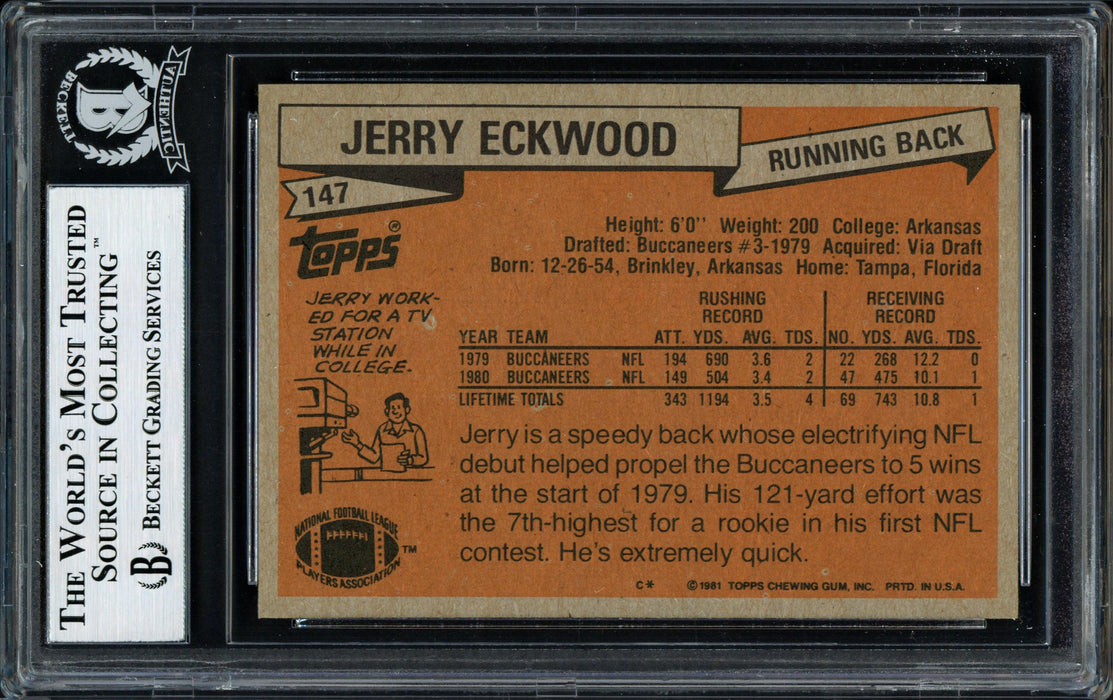 BECKETT
B
AUTHENTIC
THE WORLD'S MOST TRUSTED
SOURCE IN COLLECTING™
B BECKETT GRADING SERVICES
JERRY ECKWOOD
RUNNING BACK
147
TOPPS®
Height: 6'0'' Weight: 200 College: Arkansas
Drafted: Buccaneers #3-1979 Acquired: Via Draft
Born: 12-26-54, Brinkley, Arkansas Home: Tampa, Florida
JERRY WORK-
ED FOR A TV
STATION
WHILE IN
COLLEGE.
RUSHING RECEIVING
RECORD RECORD
YEAR TEAM ATT. YDS. AVG. TDS. NO. YDS. AVG. TDS.
1979 BUCCANEERS NFL 194 690 3.6 2 22 268 12.2 0
1980 BUCCANEERS NFL 149 504 3.4 2 47 475 10.1 1
LIFETIME TOTALS 343 1194 3.5 4 69 743 10.8 1
Jerry is a speedy back whose electrifying NFL
debut helped propel the Buccaneers to 5 wins
at the start of 1979. His 121-yard effort was
the 7th-highest for a rookie in his first NFL
contest. He's extremely quick.
NATIONAL FOOTBALL LEAGUE
PLAYERS ASSOCIATION
™
C* ©1981 TOPPS CHEWING GUM, INC. PRTD. IN U.S.A.